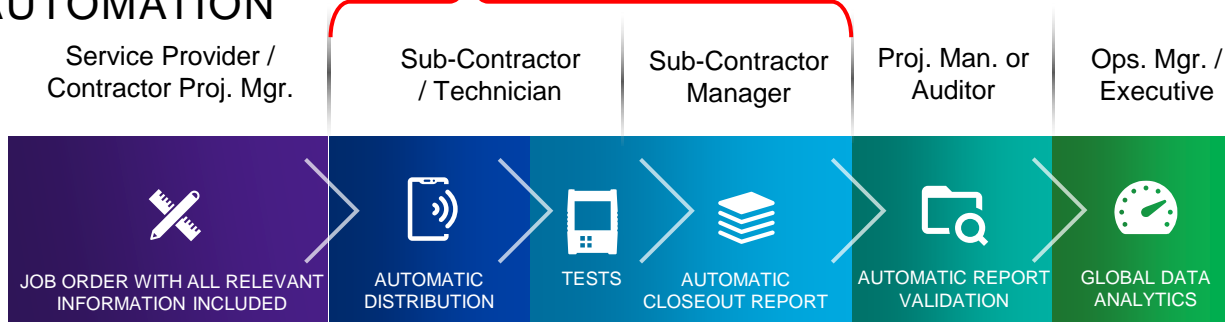 AUTOMATION
Service Provider /
Contractor Proj. Mgr.
Sub-Contractor
/ Technician
Sub-Contractor
Manager
Proj. Man. or
Auditor
Ops. Mgr. /
Executive
JOB ORDER WITH ALL RELEVANT
INFORMATION INCLUDED
AUTOMATIC
DISTRIBUTION
TESTS
AUTOMATIC
CLOSEOUT REPORT
AUTOMATIC REPORT
VALIDATION
GLOBAL DATA
ANALYTICS